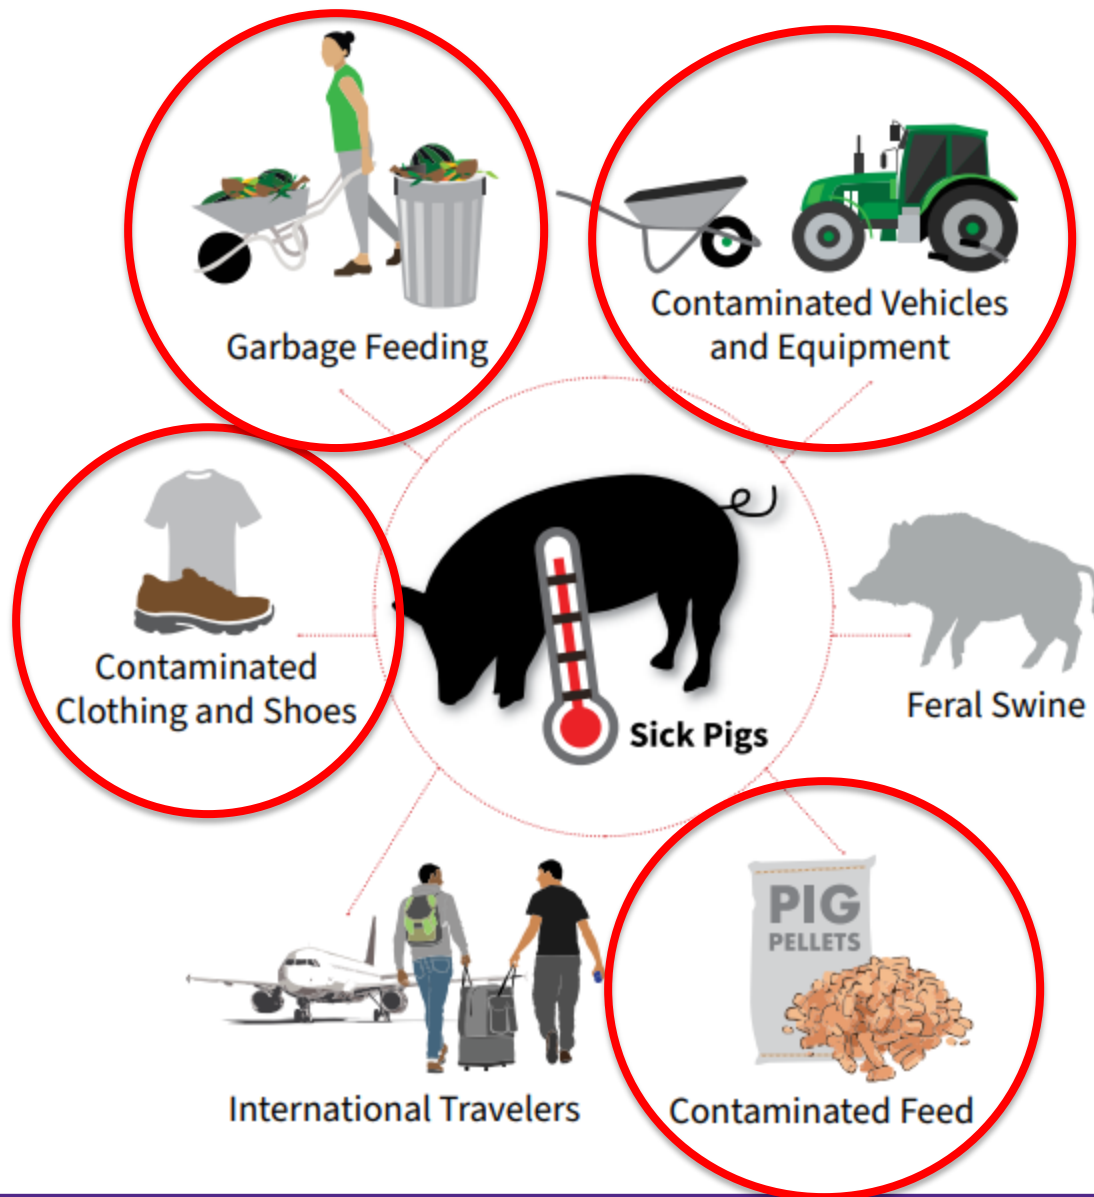 Garbage Feeding
Contaminated Vehicles
and Equipment
Contaminated
Clothing and Shoes
Sick Pigs
Feral Swine
PIG
PELLETS
International Travelers
Contaminated Feed